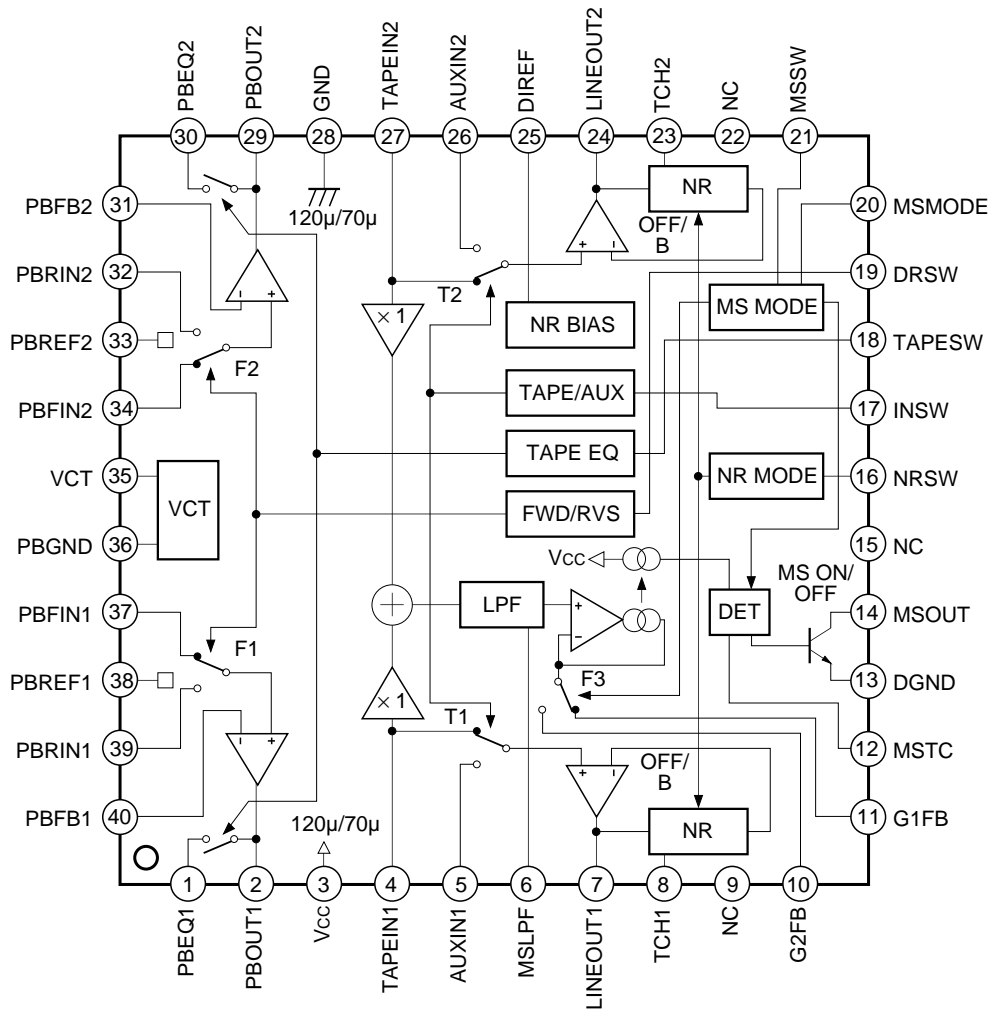 PBEQ2
PBOUT2
GND
TAPEIN2
AUXIN2
DIREF
LINEOUT2
TCH2
NC
MSSW
30
29
28
27
26
25
24
23
22
21
PBFB2 31
PBRIN2 32
PBREF2 33
PBFIN2 34
VCT 35
PBGND 36
PBFIN1 37
PBREF1 38
PBRIN1 39
PBFB1 40
120μ/70μ
NR
OFF/
B
+
−
− +
T2
× 1
F2
NR BIAS
MS MODE
TAPE/AUX
TAPE EQ
FWD/RVS
NR MODE
VCT
Vcc
MS ON/
OFF
LPF
+
−
DET
F1
F3
× 1
T1
− +
+ −
OFF/
B
120μ/70μ
NR
20 MSMODE
19 DRSW
18 TAPESW
17 INSW
16 NRSW
15 NC
14 MSOUT
13 DGND
12 MSTC
11 G1FB
1
2
3
4
5
6
7
8
9
10
PBEQ1
PBOUT1
Vcc
TAPEIN1
AUXIN1
MSLPF
LINEOUT1
TCH1
NC
G2FB